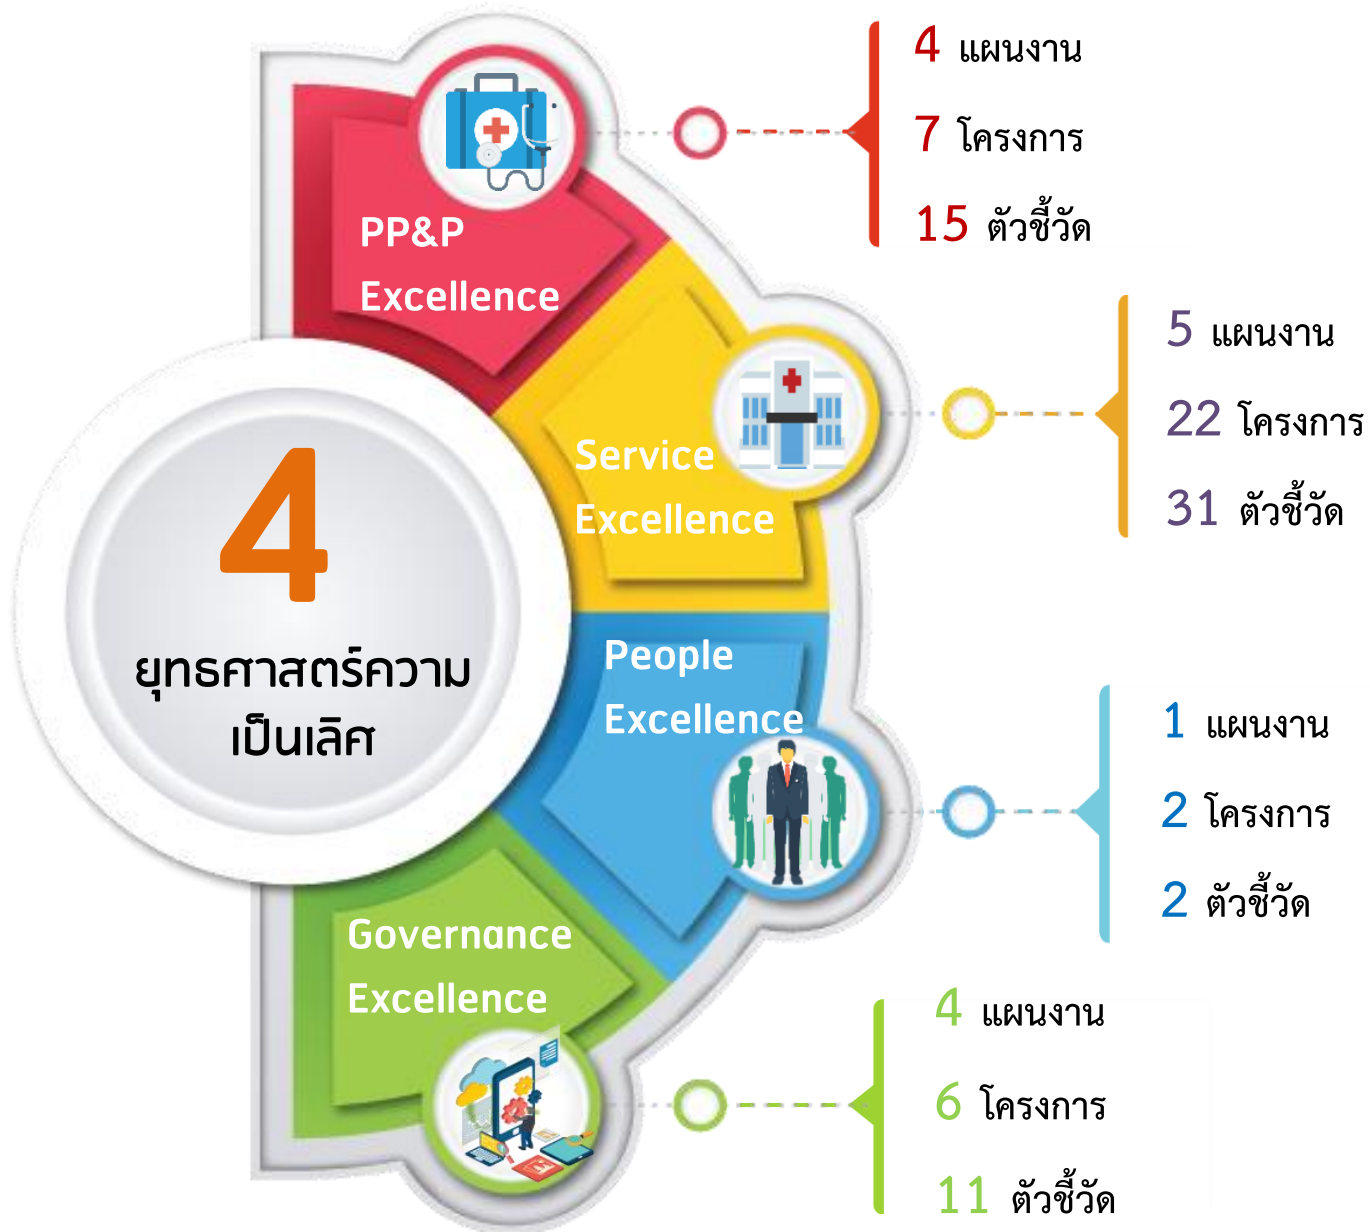 4
ยุทธศาสตร์ความ
เป็นเลิศ
PP&P
Excellence
4 แผนงาน
7 โครงการ
15 ตัวชี้วัด
Service
Excellence
5 แผนงาน
22 โครงการ
31 ตัวชี้วัด
People
Excellence
1 แผนงาน
2 โครงการ
2 ตัวชี้วัด
Governance
Excellence
4 แผนงาน
6 โครงการ
11 ตัวชี้วัด